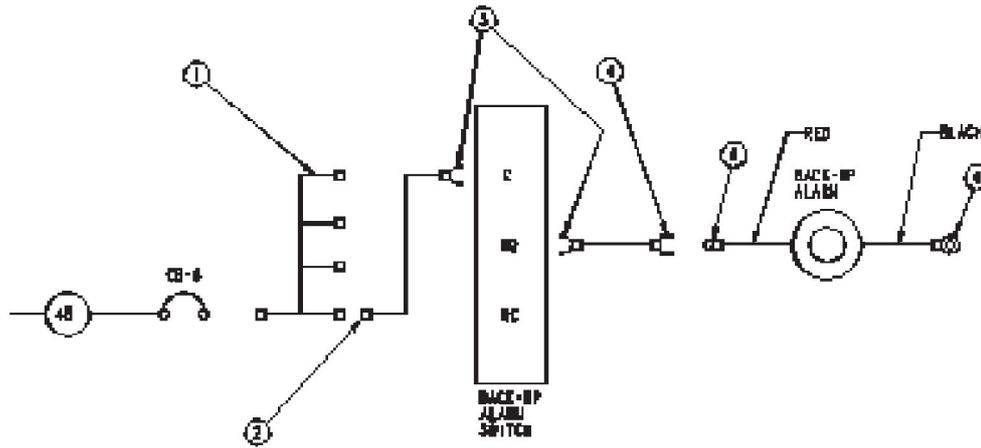 3
1
4
RED
BLACK
BACK-UP
ALARM
C
NO
CB-6
48
NC
2
BACK-UP
ALARM
SWITCH